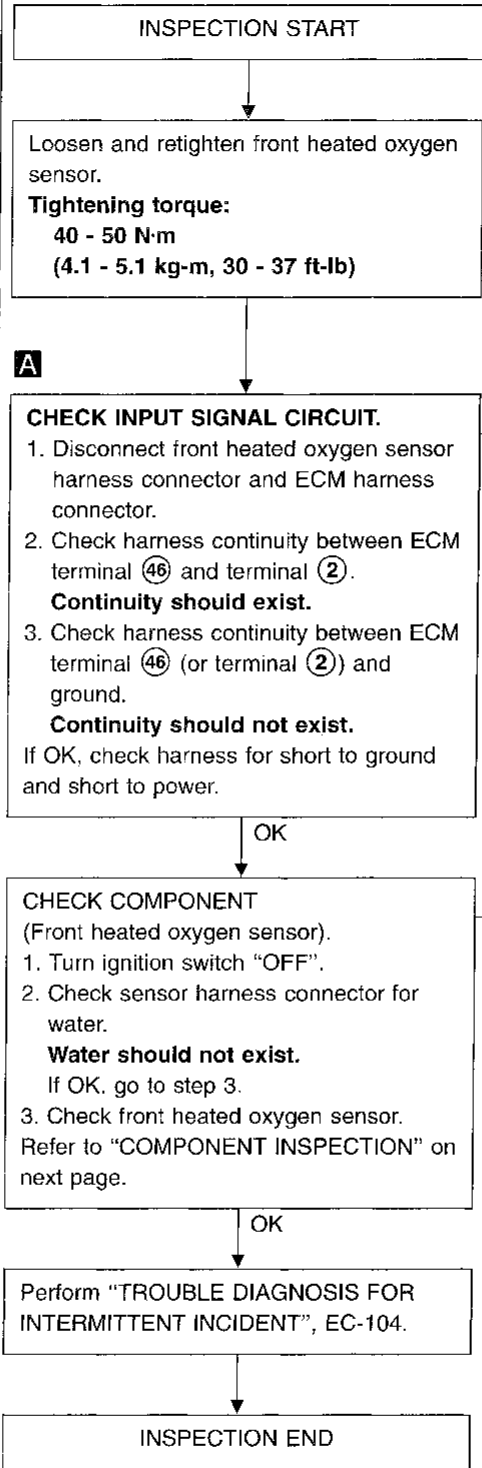 INSPECTION START
Loosen and retighten front heated oxygen
sensor.
Tightening torque:
40 - 50 N·m
(4.1 - 5.1 kg-m, 30 - 37 ft-lb)
A
CHECK INPUT SIGNAL CIRCUIT.
1. Disconnect front heated oxygen sensor
harness connector and ECM harness
connector.
2. Check harness continuity between ECM
terminal ㊻ and terminal ②.
Continuity should exist.
3. Check harness continuity between ECM
terminal ㊻ (or terminal ②) and
ground.
Continuity should not exist.
If OK, check harness for short to ground
and short to power.
OK
CHECK COMPONENT
(Front heated oxygen sensor).
1. Turn ignition switch “OFF”.
2. Check sensor harness connector for
water.
Water should not exist.
If OK, go to step 3.
3. Check front heated oxygen sensor.
Refer to “COMPONENT INSPECTION” on
next page.
OK
Perform “TROUBLE DIAGNOSIS FOR
INTERMITTENT INCIDENT”, EC-104.
INSPECTION END